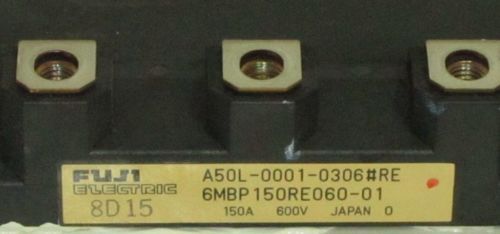 FUJI A50L-0001-0306#RE
ELECTRIC 6MBP150RE060-01
8D15 150A 600V JAPAN O